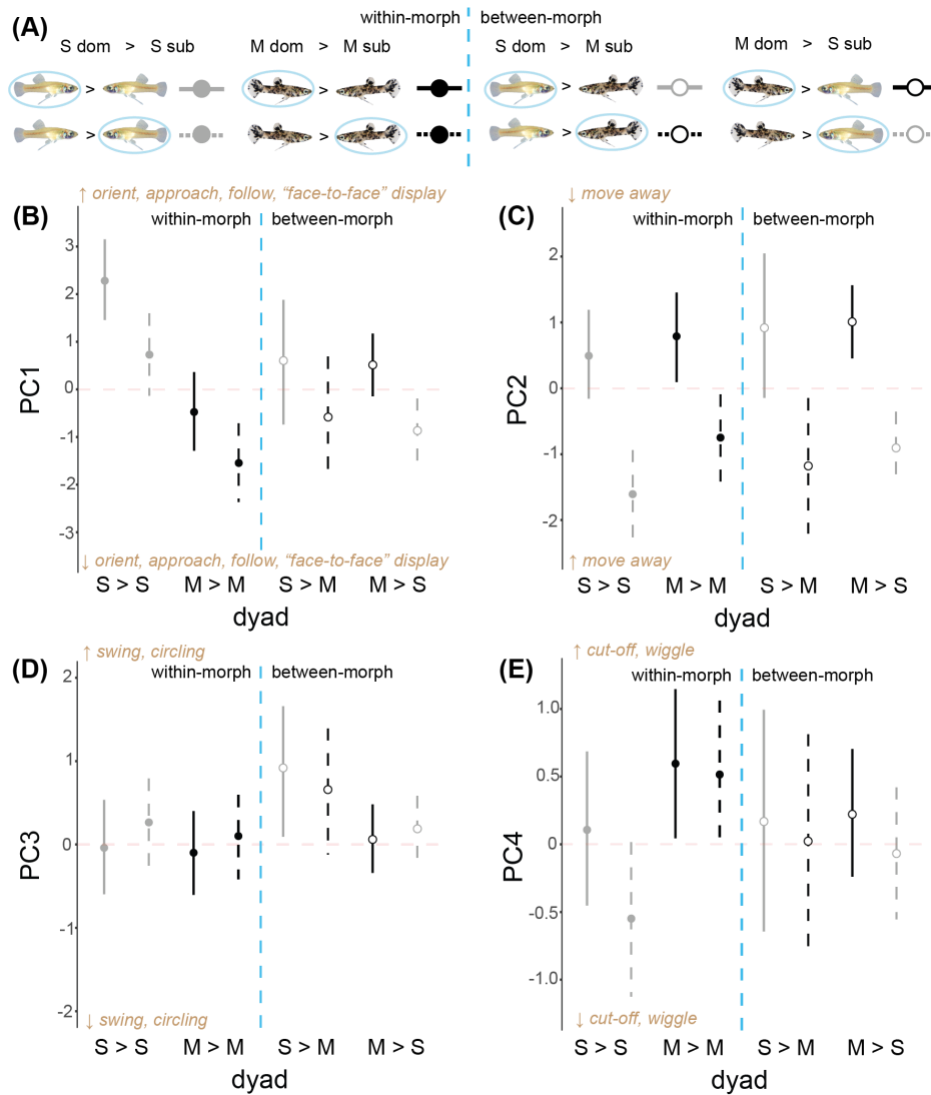 (A)
within-morph
between-morph
S dom > S sub
M dom > M sub
S dom > M sub
M dom > S sub
> > > >
> > > >
(B)
↑ orient, approach, follow, “face-to-face” display
within-morph
between-morph
3
2
1
0
-1
-2
-3
PC1
↓ orient, approach, follow, “face-to-face” display
S > S
M > M
S > M
M > S
dyad
(C)
↓ move away
within-morph
between-morph
2
1
0
-1
-2
PC2
↑ move away
S > S
M > M
S > M
M > S
dyad
(D)
↑ swing, circling
within-morph
between-morph
2
1
0
-1
-2
PC3
↓ swing, circling
S > S
M > M
S > M
M > S
dyad
(E)
↑ cut-off, wiggle
within-morph
between-morph
1.0
0.5
0
-0.5
-1.0
PC4
↓ cut-off, wiggle
S > S
M > M
S > M
M > S
dyad